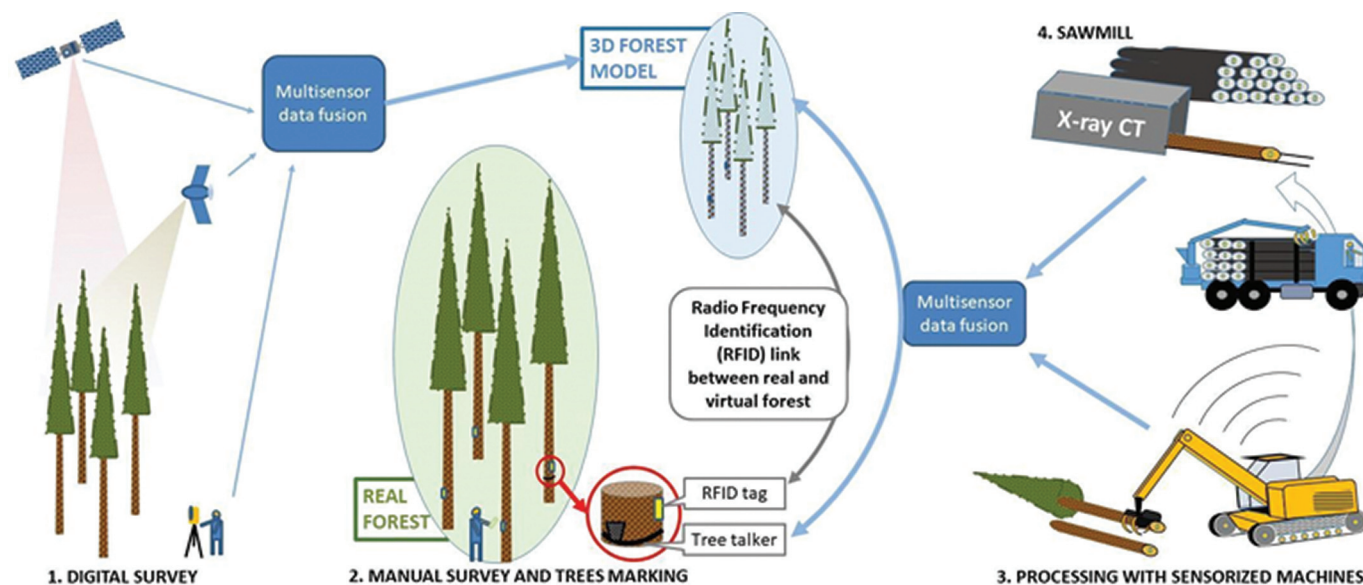 Multisensor
data fusion
3D FOREST
MODEL
4. SAWMILL
X-ray CT
Radio Frequency
Identification
(RFID) link
between real and
virtual forest
Multisensor
data fusion
REAL
FOREST
RFID tag
Tree talker
1. DIGITAL SURVEY
2. MANUAL SURVEY AND TREES MARKING
3. PROCESSING WITH SENSORIZED MACHINES